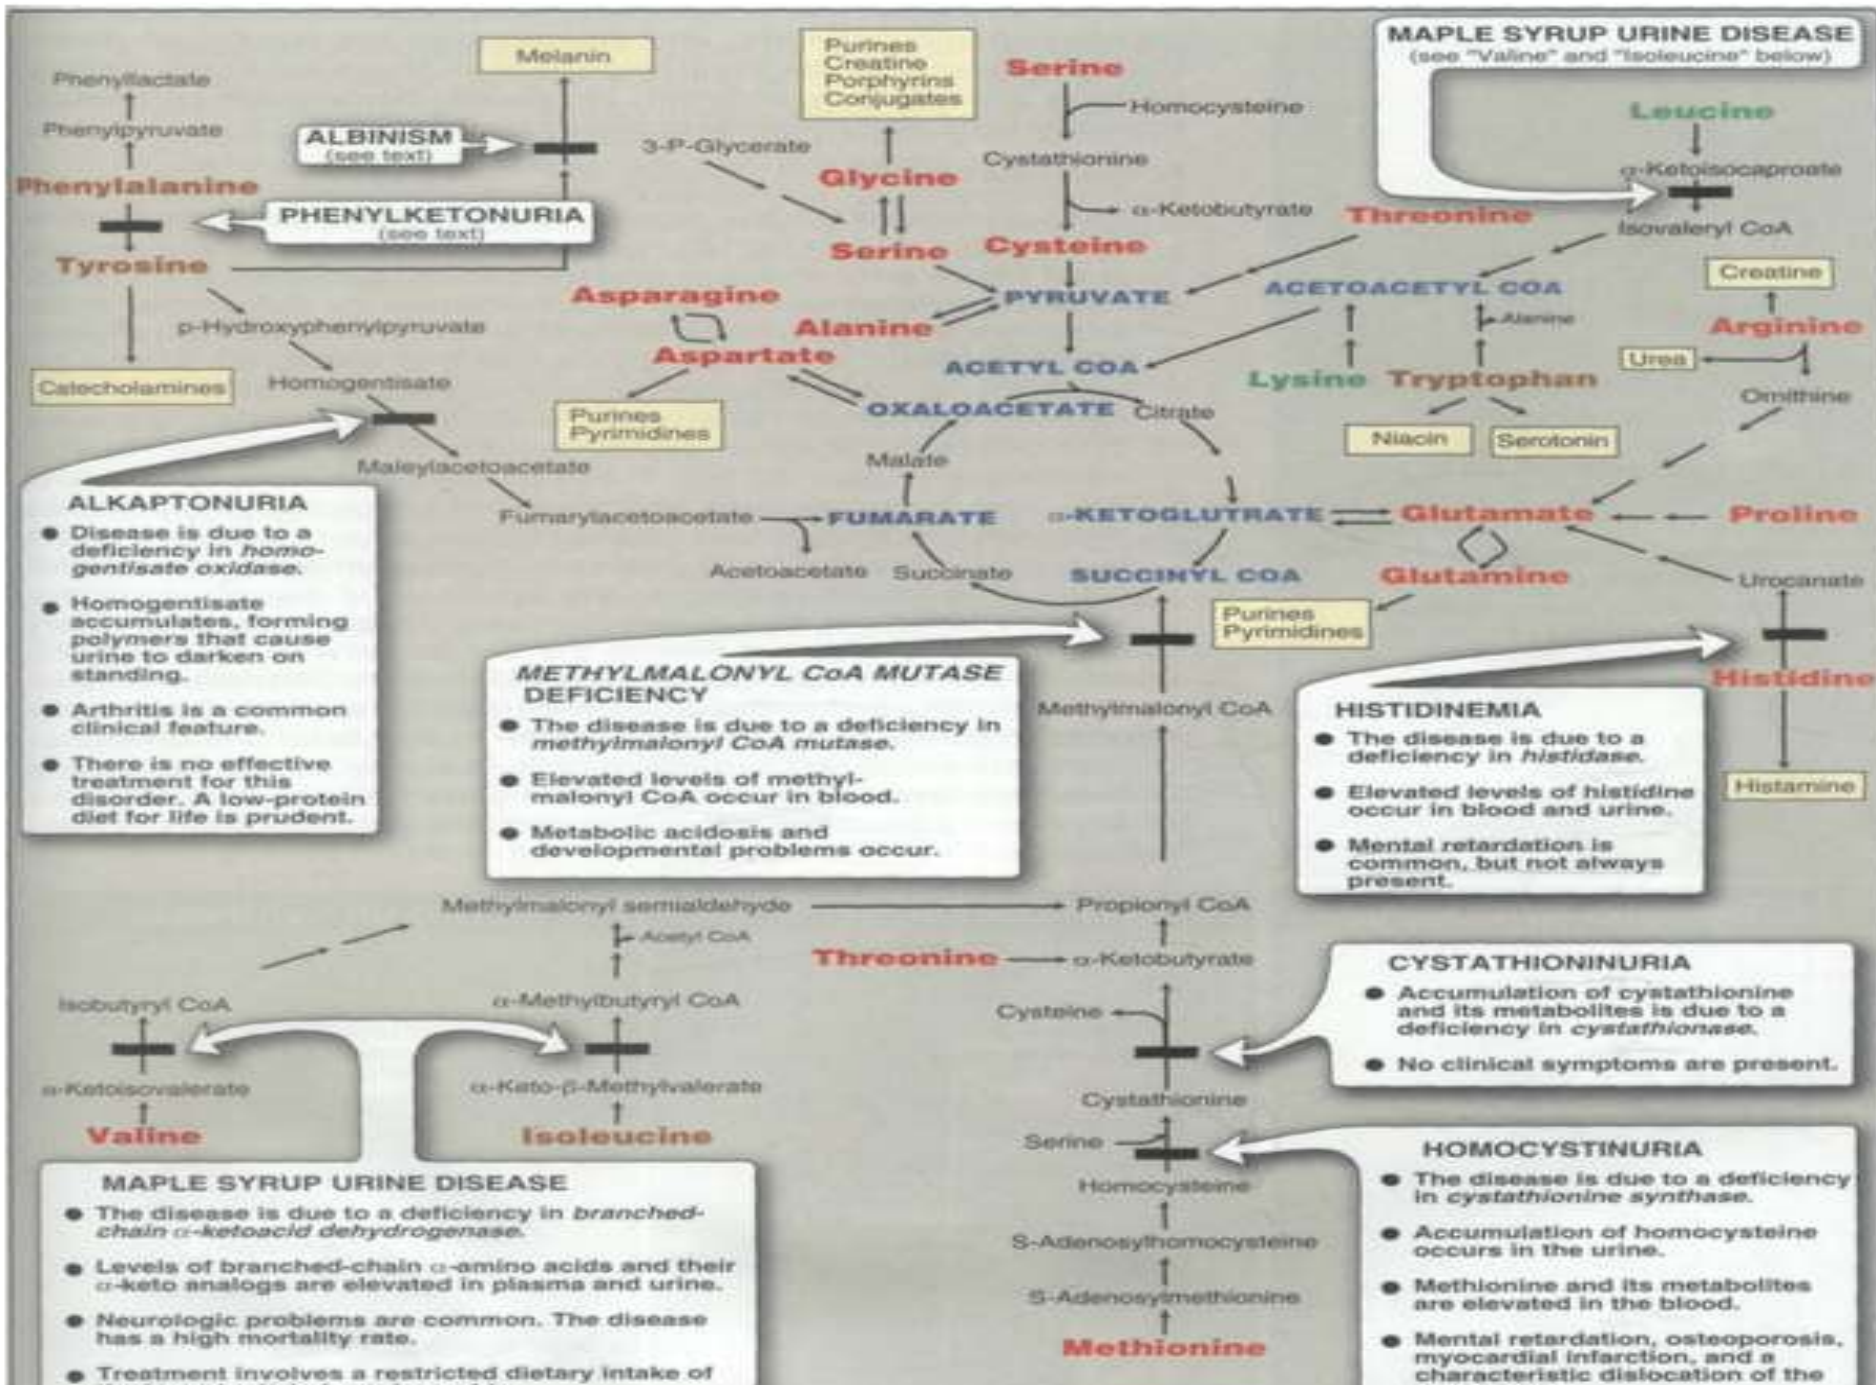 Phenyllactate
Phenylpyruvate
Phenylalanine
ALBINISM
(see text)
PHENYLKETONURIA
(see text)
Tyrosine
Melanin
p-Hydroxyphenylpyruvate
Catecholamines
Homogentisate
Maleylacetoacetate
Fumarylacetoacetate
Acetoacetate
Purines
Creatine
Porphyrins
Conjugates
3-P-Glycerate
Glycine
Serine
Serine
Homocysteine
Cystathionine
α-Ketobutyrate
Cysteine
Threonine
Asparagine
Alanine
Aspartate
Purines
Pyrimidines
PYRUVATE
ACETYL COA
OXALOACETATE
Citrate
Malate
FUMARATE
α-KETOGLUTRATE
Succinate
SUCCINYL COA
MAPLE SYRUP URINE DISEASE
(see "Valine" and "Isoleucine" below)
Leucine
α-Ketoisocaproate
Isovaleryl CoA
ACETOACETYL COA
Alanine
Lysine
Tryptophan
Niacin
Serotonin
Creatine
Arginine
Urea
Ornithine
Glutamate
Proline
Glutamine
Purines
Pyrimidines
Urocanate
Histidine
Histamine
ALKAPTONURIA
● Disease is due to a
deficiency in homo-
gentisate oxidase.
● Homogentisate
accumulates, forming
polymers that cause
urine to darken on
standing.
● Arthritis is a common
clinical feature.
● There is no effective
treatment for this
disorder. A low-protein
diet for life is prudent.
METHYLMALONYL CoA MUTASE
DEFICIENCY
● The disease is due to a deficiency in
methylmalonyl CoA mutase.
● Elevated levels of methyl-
malonyl CoA occur in blood.
● Metabolic acidosis and
developmental problems occur.
Methylmalonyl CoA
HISTIDINEMIA
● The disease is due to a
deficiency in histidase.
● Elevated levels of histidine
occur in blood and urine.
● Mental retardation is
common, but not always
present.
Methylmalonyl semialdehyde
Propionyl CoA
Acetyl CoA
Threonine
α-Ketobutyrate
Isobutyryl CoA
α-Methylbutyryl CoA
Cysteine
α-Ketoisovalerate
α-Keto-β-Methylvalerate
Cystathionine
Valine
Isoleucine
Serine
Homocysteine
S-Adenosylhomocysteine
S-Adenosylmethionine
Methionine
CYSTATHIONINURIA
● Accumulation of cystathionine
and its metabolites is due to a
deficiency in cystathionase.
● No clinical symptoms are present.
MAPLE SYRUP URINE DISEASE
● The disease is due to a deficiency in branched-
chain α-ketoacid dehydrogenase.
● Levels of branched-chain α-amino acids and their
α-keto analogs are elevated in plasma and urine.
● Neurologic problems are common. The disease
has a high mortality rate.
● Treatment involves a restricted dietary intake of
HOMOCYSTINURIA
● The disease is due to a deficiency
in cystathionine synthase.
● Accumulation of homocysteine
occurs in the urine.
● Methionine and its metabolites
are elevated in the blood.
● Mental retardation, osteoporosis,
myocardial infarction, and a
characteristic dislocation of the